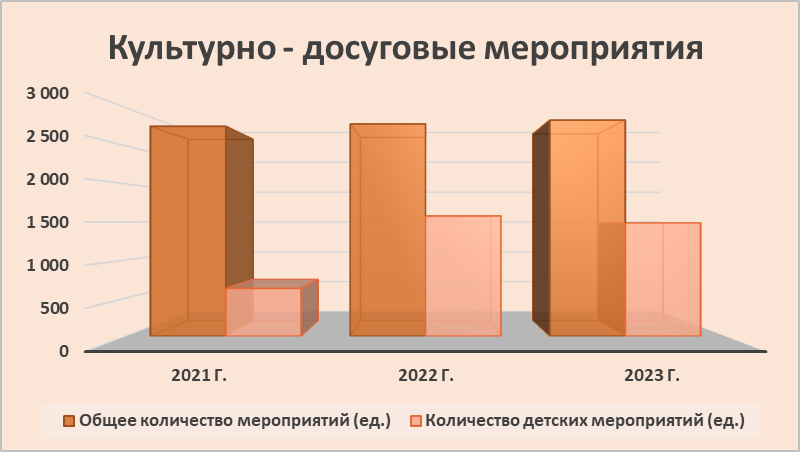 Культурно - досуговые мероприятия
3 000
2 500
2 000
1 500
1 000
500
0
2021 Г. 2022 Г. 2023 Г.
Общее количество мероприятий (ед.) Количество детских мероприятий (ед.)